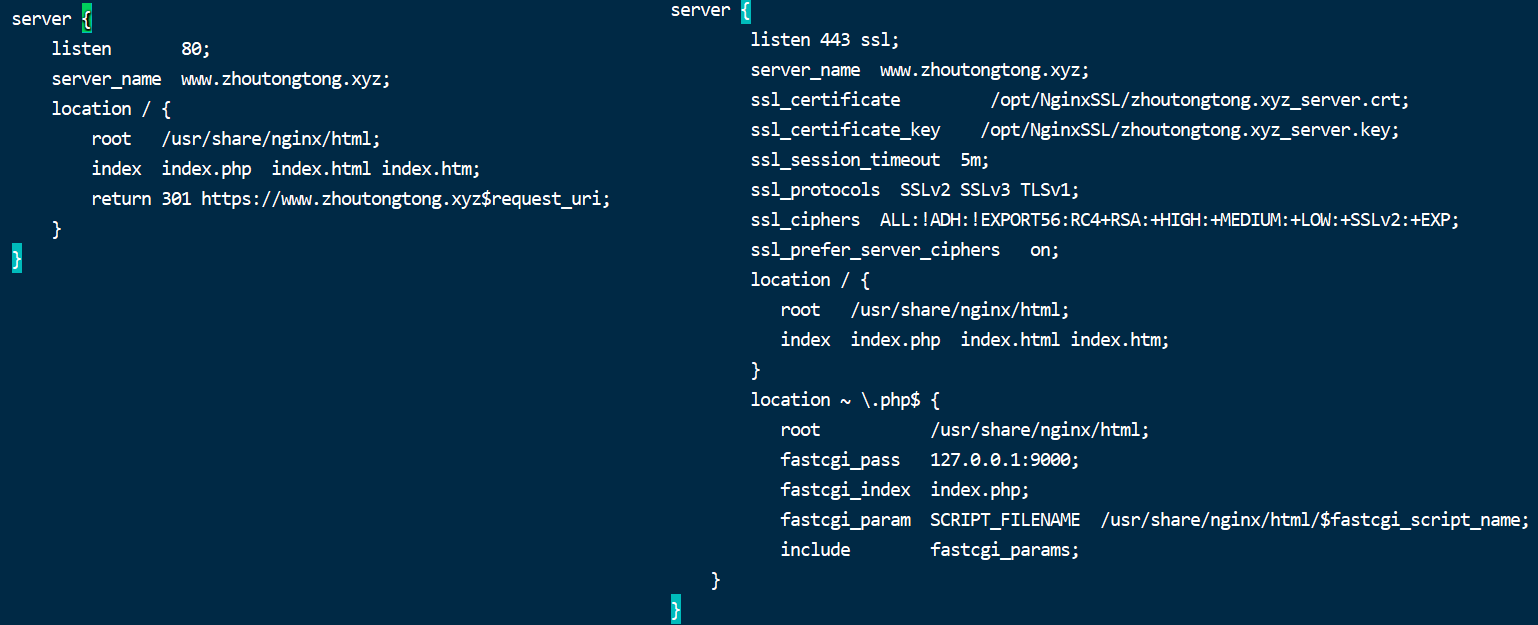 server {
    listen       80;
    server_name  www.zhoutongtong.xyz;
    location / {
        root   /usr/share/nginx/html;
        index  index.php  index.html index.htm;
        return 301 https://www.zhoutongtong.xyz$request_uri;
    }
}
server {
        listen 443 ssl;
        server_name  www.zhoutongtong.xyz;
        ssl_certificate         /opt/NginxSSL/zhoutongtong.xyz_server.crt;
        ssl_certificate_key    /opt/NginxSSL/zhoutongtong.xyz_server.key;
        ssl_session_timeout  5m;
        ssl_protocols  SSLv2 SSLv3 TLSv1;
        ssl_ciphers  ALL:!ADH:!EXPORT56:RC4+RSA:+HIGH:+MEDIUM:+LOW:+SSLv2:+EXP;
        ssl_prefer_server_ciphers   on;
        location / {
           root   /usr/share/nginx/html;
           index  index.php  index.html index.htm;
        }
        location ~ \.php$ {
           root           /usr/share/nginx/html;
           fastcgi_pass   127.0.0.1:9000;
           fastcgi_index  index.php;
           fastcgi_param  SCRIPT_FILENAME  /usr/share/nginx/html/$fastcgi_script_name;
           include        fastcgi_params;
    }
}